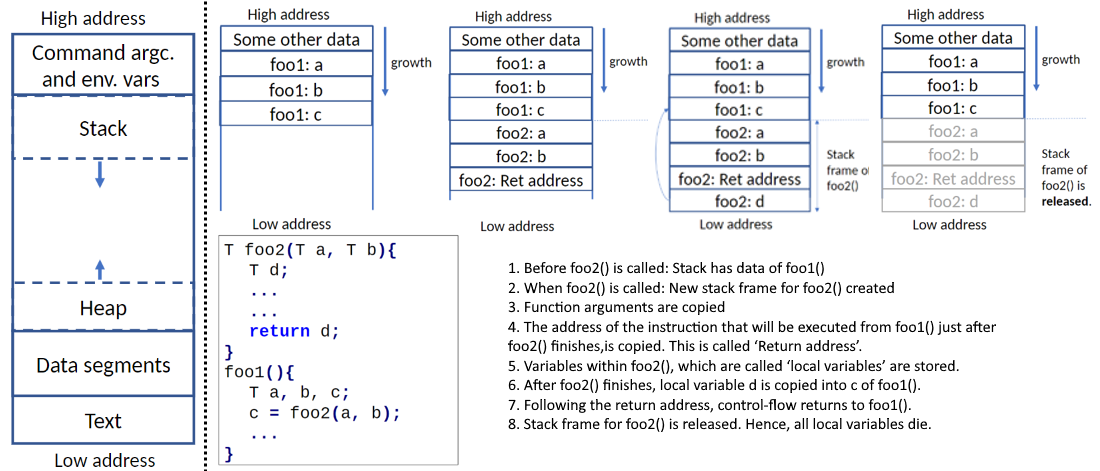 High address
Command argc.
and env. vars
Stack
Heap
Data segments
Text
Low address
High address
Some other data
foo1: a
foo1: b
foo1: c
growth
Low address
High address
Some other data
foo1: a
foo1: b
foo1: c
foo2: a
foo2: b
foo2: Ret address
growth
Low address
High address
Some other data
foo1: a
foo1: b
foo1: c
foo2: a
foo2: b
foo2: Ret address
foo2: d
growth
Stack
frame of
foo2()
Low address
High address
Some other data
foo1: a
foo1: b
foo1: c
foo2: a
foo2: b
foo2: Ret address
foo2: d
growth
Stack
frame of
foo2() is
released.
Low address
T foo2(T a, T b){
T d;
...
...
return d;
}
foo1(){
T a, b, c;
c = foo2(a, b);
...
}
1. Before foo2() is called: Stack has data of foo1()
2. When foo2() is called: New stack frame for foo2() created
3. Function arguments are copied
4. The address of the instruction that will be executed from foo1() just after
foo2() finishes,is copied. This is called ‘Return address’.
5. Variables within foo2(), which are called ‘local variables’ are stored.
6. After foo2() finishes, local variable d is copied into c of foo1().
7. Following the return address, control-flow returns to foo1().
8. Stack frame for foo2() is released. Hence, all local variables die.